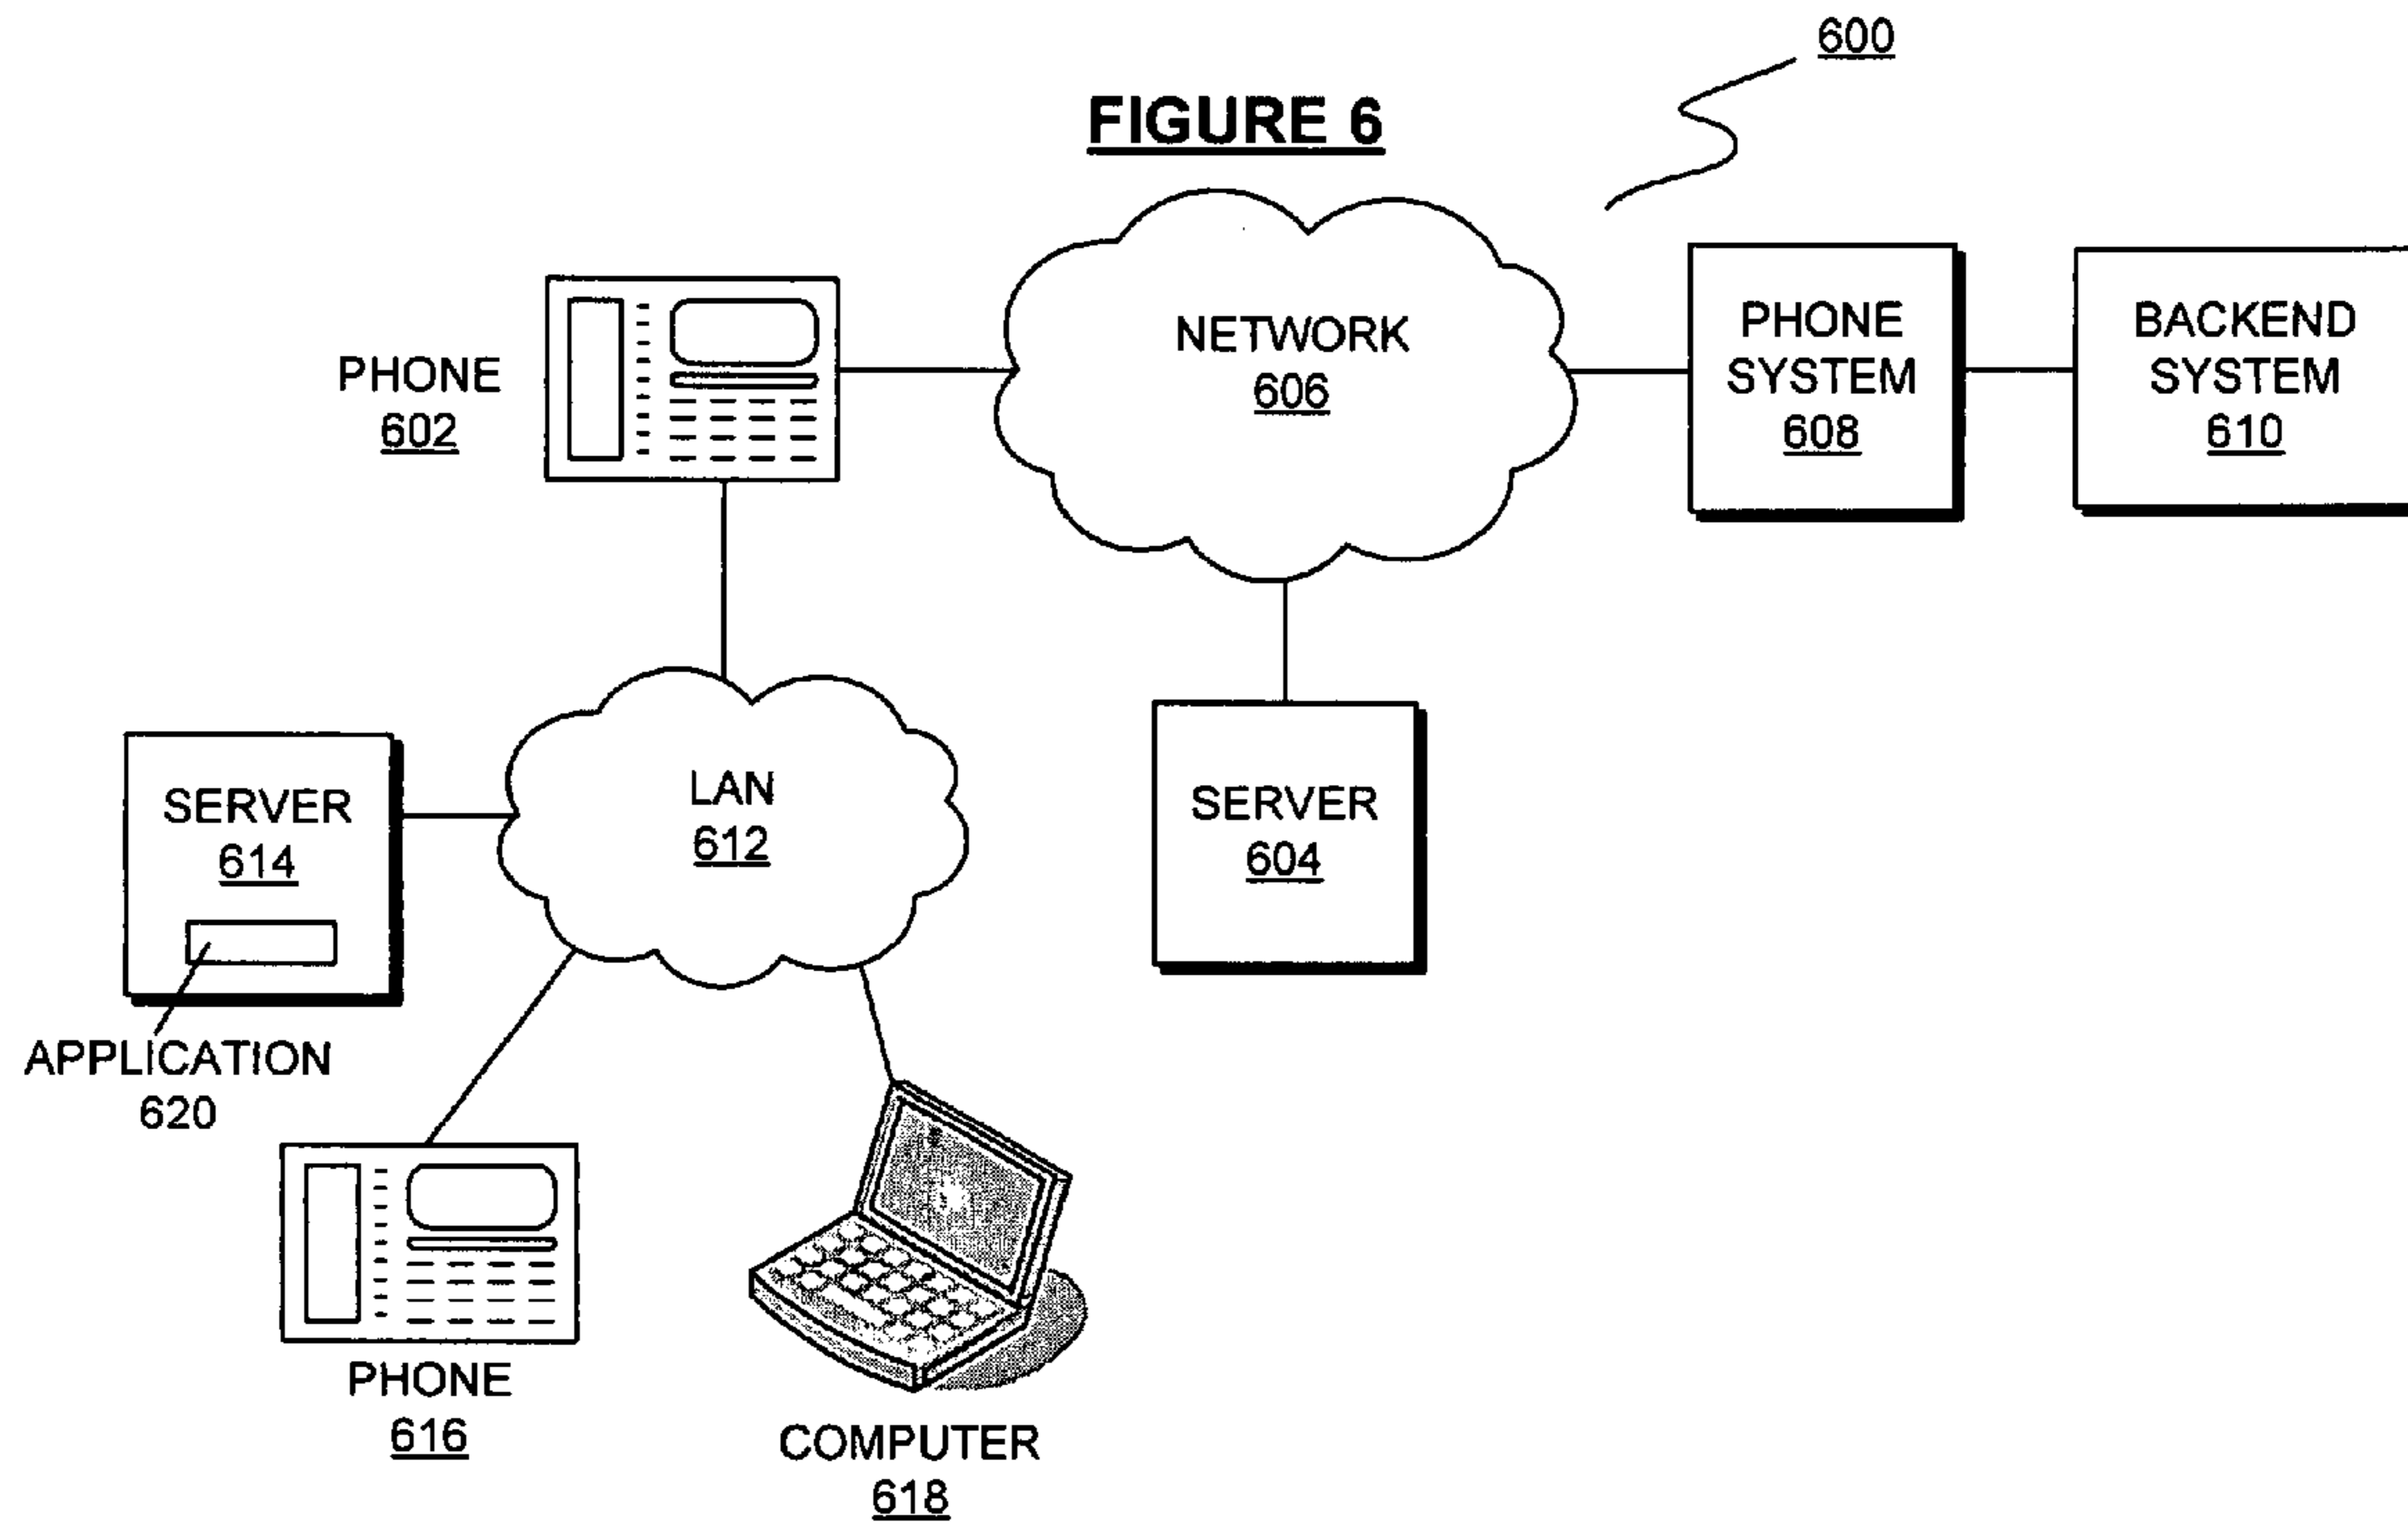 600
FIGURE 6
PHONE
602
NETWORK
606
PHONE
SYSTEM
608
BACKEND
SYSTEM
610
SERVER
614
LAN
612
SERVER
604
APPLICATION
620
PHONE
616
COMPUTER
618